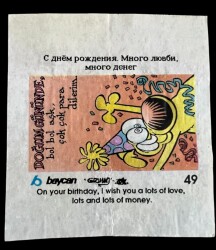 С днём рождения. Много любви,
много денег
DOĞUM GÜNÜNDE,
bol bol aşk,
çok çok para
dilerim.
baycan
49
On your birthday, I wish you a lots of love,
lots and lots of money.